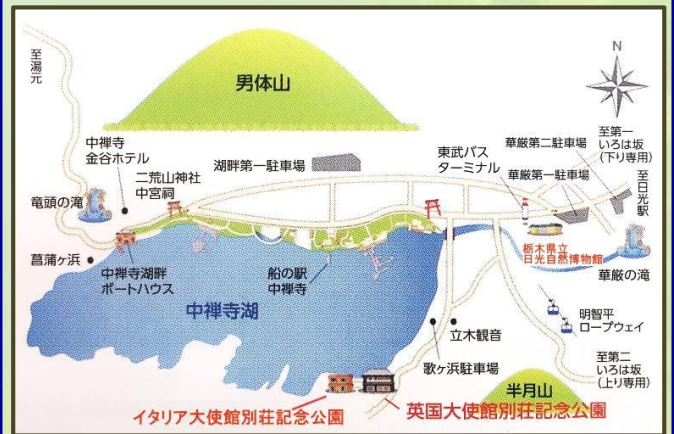 至湯元
男体山
N
中禅寺
金谷ホテル
二荒山神社
中宮祠
湖畔第一駐車場
東武バス
ターミナル
華厳第二駐車場
華厳第一駐車場
至第一
いろは坂
(下り専用)
至日光駅
竜頭の滝
菖蒲ヶ浜
中禅寺湖畔
ボートハウス
船の駅
中禅寺
栃木県立
日光自然博物館
華厳の滝
中禅寺湖
明智平
ロープウェイ
立木観音
歌ヶ浜駐車場
至第二
いろは坂
(上り専用)
半月山
イタリア大使館別荘記念公園
英国大使館別荘記念公園